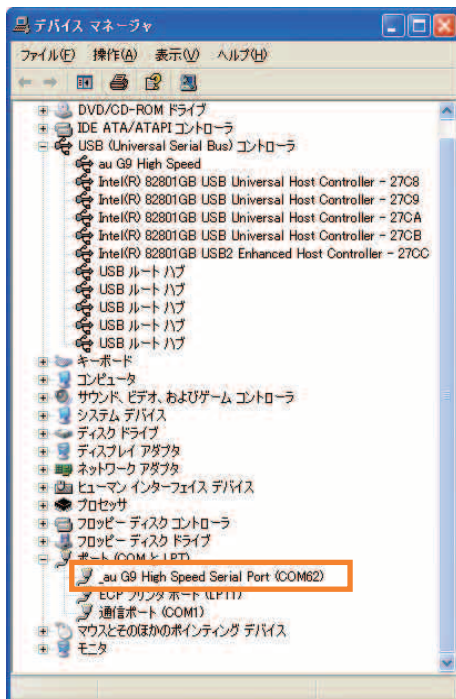 デバイス マネージャ
ファイル(F) 操作(A) 表示(V) ヘルプ(H)
DVD/CD-ROM ドライブ
IDE ATA/ATAPI コントローラ
USB (Universal Serial Bus) コントローラ
au G9 High Speed
Intel(R) 82801GB USB Universal Host Controller - 27C8
Intel(R) 82801GB USB Universal Host Controller - 27C9
Intel(R) 82801GB USB Universal Host Controller - 27CA
Intel(R) 82801GB USB Universal Host Controller - 27CB
Intel(R) 82801GB USB2 Enhanced Host Controller - 27CC
USB ルート ハブ
USB ルート ハブ
USB ルート ハブ
USB ルート ハブ
USB ルート ハブ
キーボード
コンピュータ
サウンド、ビデオ、およびゲーム コントローラ
システム デバイス
ディスク ドライブ
ディスプレイ アダプタ
ネットワーク アダプタ
ヒューマン インターフェイス デバイス
プロセッサ
フロッピー ディスク コントローラ
フロッピー ディスク ドライブ
ポート (COM と LPT)
_au G9 High Speed Serial Port (COM62)
ECP プリンタ ポート (LPT1)
通信ポート (COM1)
マウスとそのほかのポインティング デバイス
モニタ